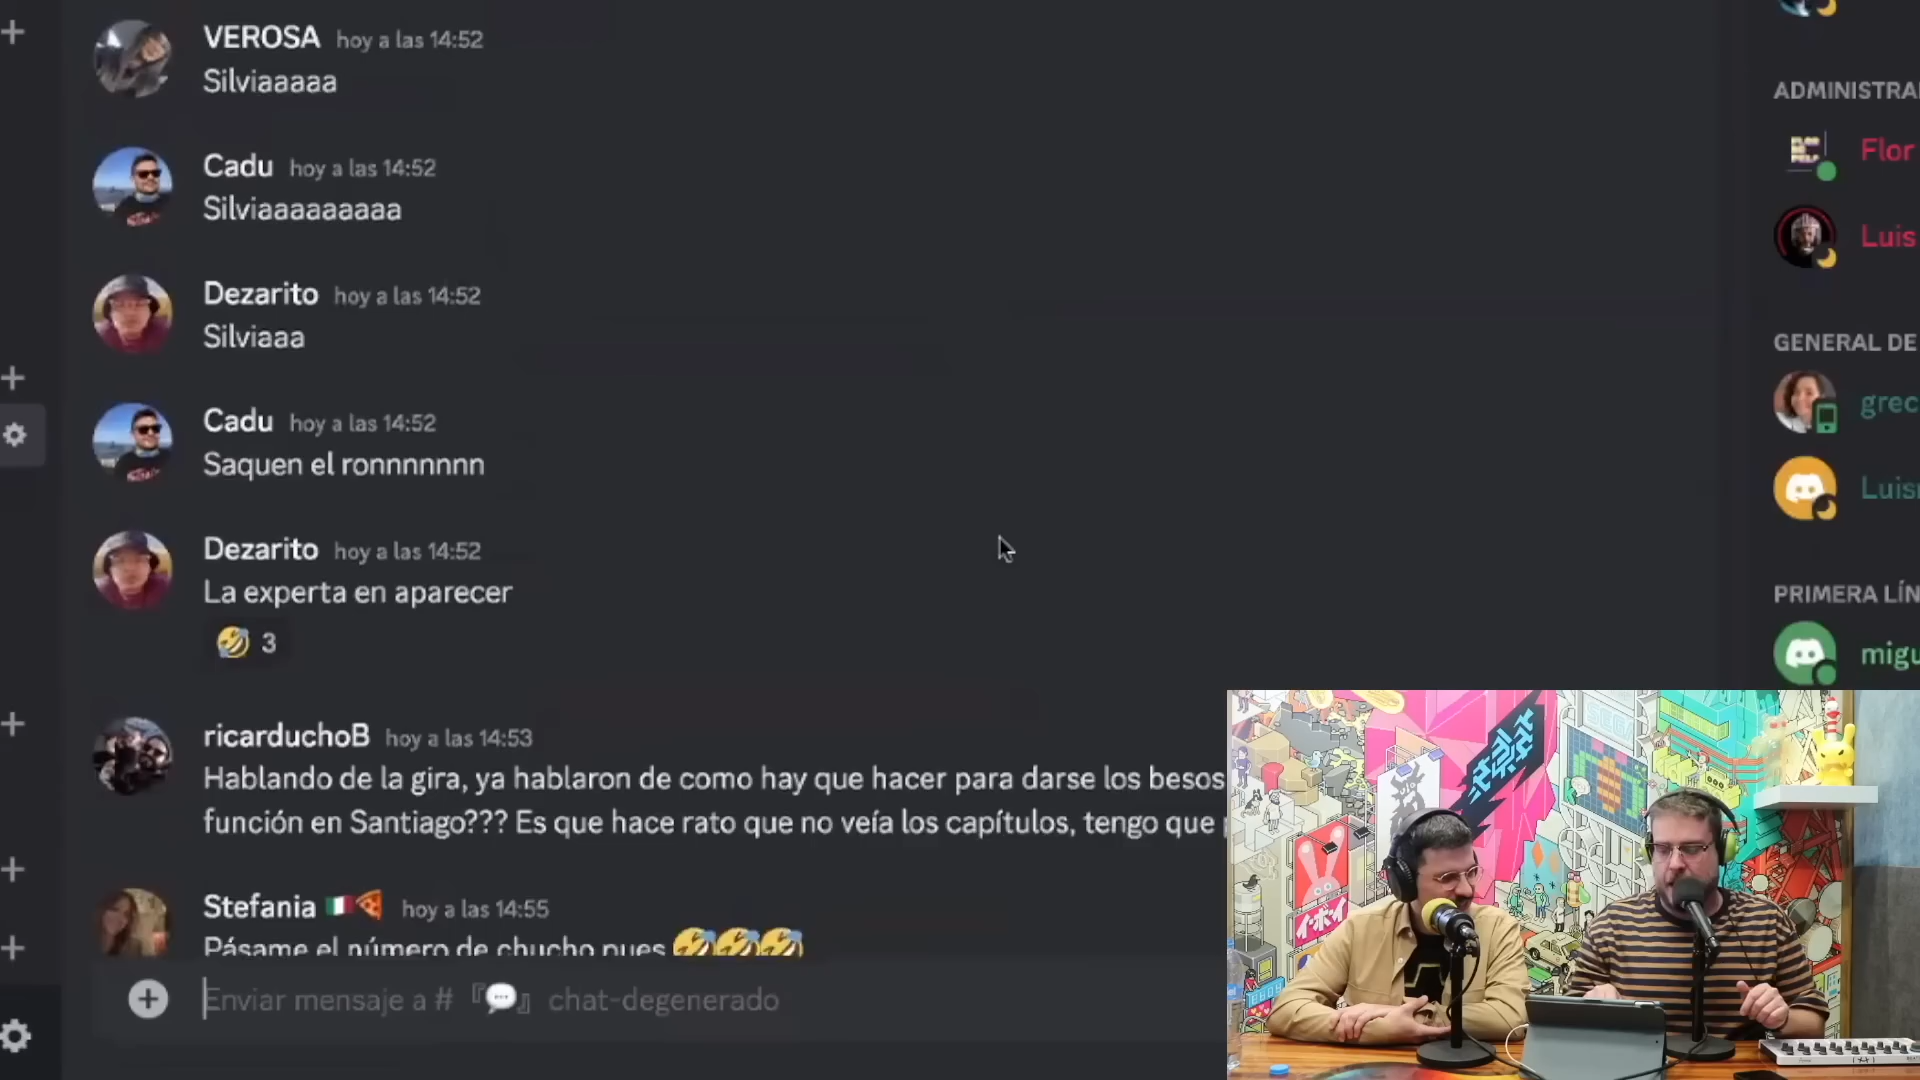 VEROSA hoy a las 14:52
Silviaaaaa
Cadu hoy a las 14:52
Silviaaaaaaaaa
Dezarito hoy a las 14:52
Silviaaa
Cadu hoy a las 14:52
Saquen el ronnnnnnn
Dezarito hoy a las 14:52
La experta en aparecer
🤣 3
ricarduchoB hoy a las 14:53
Hablando de la gira, ya hablaron de como hay que hacer para darse los besos
función en Santiago??? Es que hace rato que no veía los capítulos, tengo que
Stefania 🇮🇹🍕 hoy a las 14:55
Pásame el número de chucho pues 🤣🤣🤣
Enviar mensaje a # 『💬』 chat-degenerado
ADMINISTRA
Flor
Luis
GENERAL DE
grec
Luis
PRIMERA LÍN
migu